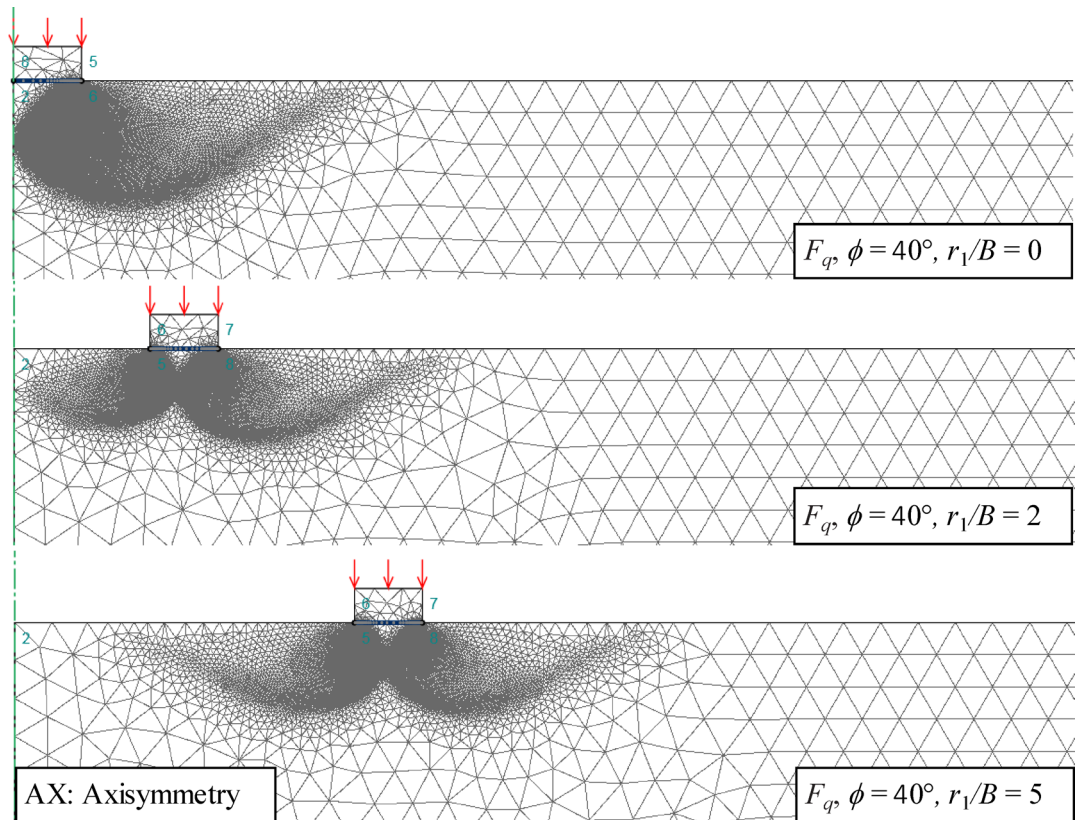 8 5
2 6
F_q, ϕ = 40°, r_1/B = 0
6 7
2 5 8
F_q, ϕ = 40°, r_1/B = 2
6 7
2 5 8
AX: Axisymmetry
F_q, ϕ = 40°, r_1/B = 5